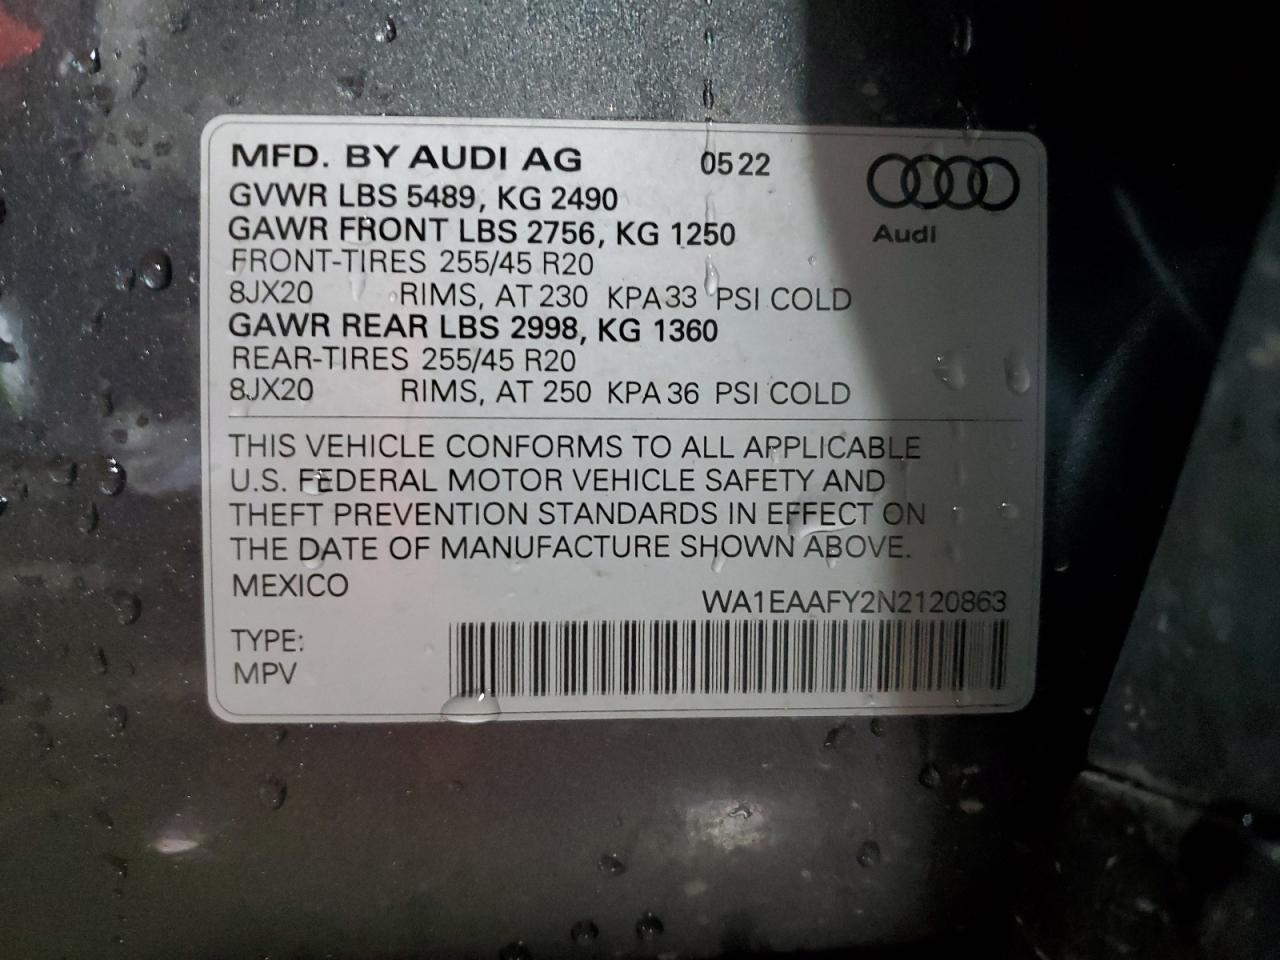 MFD. BY AUDI AG 0522
GVWR LBS 5489, KG 2490
GAWR FRONT LBS 2756, KG 1250
Audi
FRONT-TIRES 255/45 R20
8JX20 RIMS, AT 230 KPA 33 PSI COLD
GAWR REAR LBS 2998, KG 1360
REAR-TIRES 255/45 R20
8JX20 RIMS, AT 250 KPA 36 PSI COLD
THIS VEHICLE CONFORMS TO ALL APPLICABLE
U.S. FEDERAL MOTOR VEHICLE SAFETY AND
THEFT PREVENTION STANDARDS IN EFFECT ON
THE DATE OF MANUFACTURE SHOWN ABOVE.
MEXICO
WA1EAAFY2N2120863
TYPE:
MPV